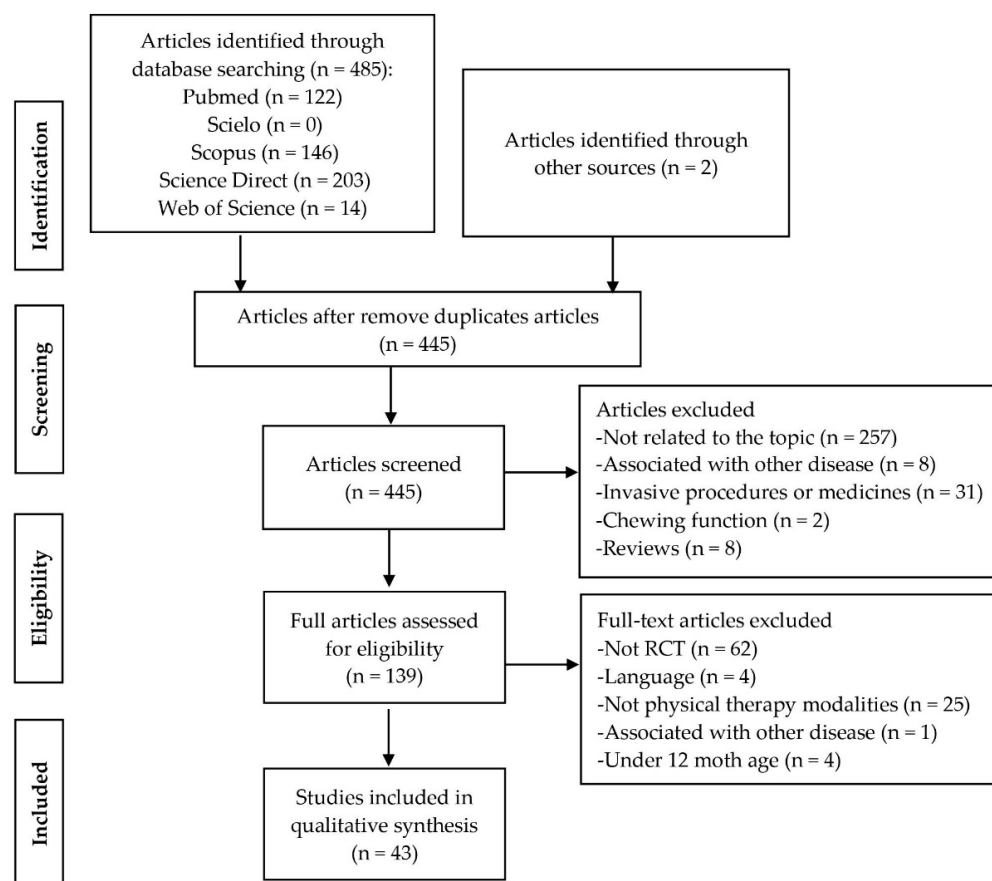 Articles identified through
database searching (n = 485):
Pubmed (n = 122)
Scielo (n = 0)
Scopus (n = 146)
Science Direct (n = 203)
Web of Science (n = 14)
Articles identified through
other sources (n = 2)
Identification
Articles after remove duplicates articles
(n = 445)
Screening
Articles screened
(n = 445)
Articles excluded
-Not related to the topic (n = 257)
-Associated with other disease (n = 8)
-Invasive procedures or medicines (n = 31)
-Chewing function (n = 2)
-Reviews (n = 8)
Eligibility
Full articles assessed
for eligibility
(n = 139)
Full-text articles excluded
-Not RCT (n = 62)
-Language (n = 4)
-Not physical therapy modalities (n = 25)
-Associated with other disease (n = 1)
-Under 12 moth age (n = 4)
Included
Studies included in
qualitative synthesis
(n = 43)